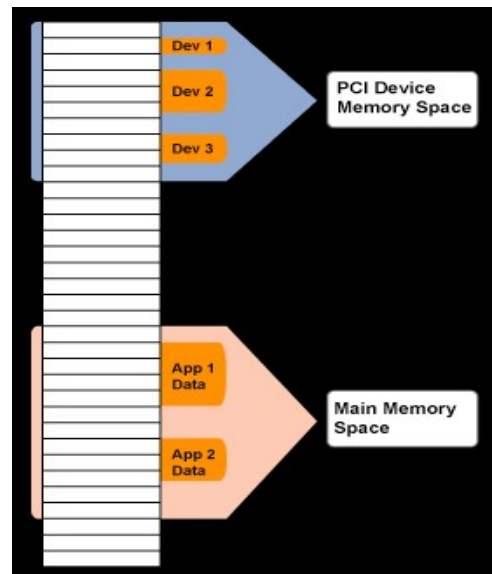 Dev 1
Dev 2
Dev 3
PCI Device
Memory Space
App 1
Data
App 2
Data
Main Memory
Space